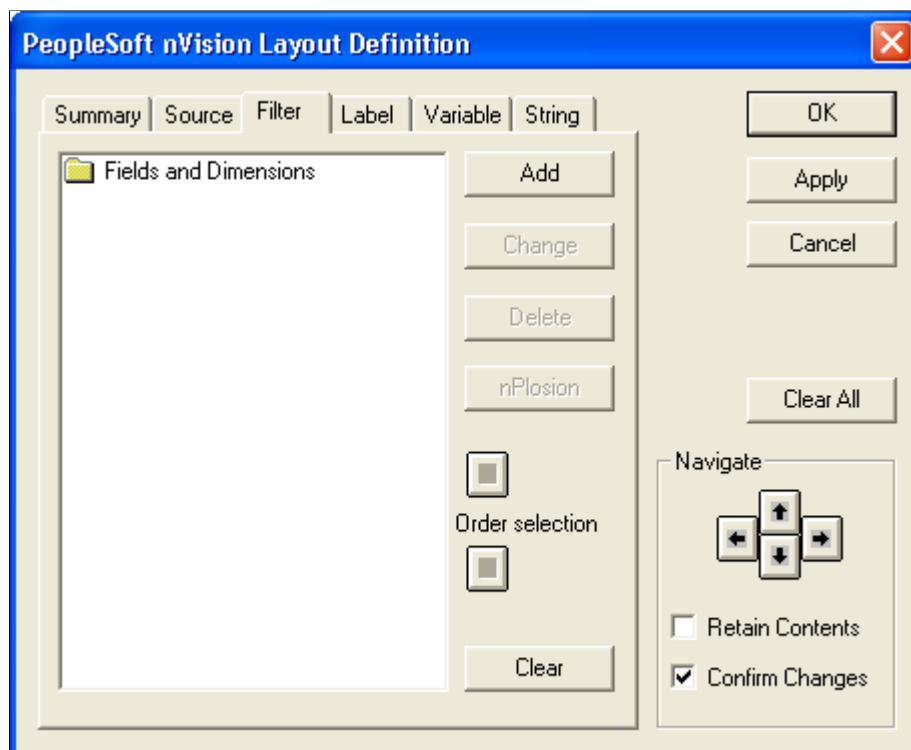 PeopleSoft nVision Layout Definition
Summary Source Filter Label Variable String
OK
Fields and Dimensions
Add
Apply
Change
Cancel
Delete
nPlosion
Clear All
Navigate
Order selection
Retain Contents
Clear
Confirm Changes